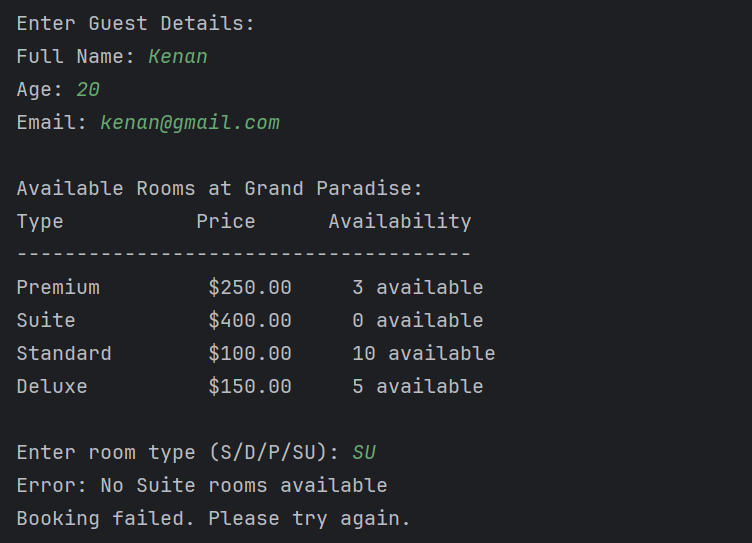 Enter Guest Details:
Full Name: Kenan
Age: 20
Email: kenan@gmail.com
Available Rooms at Grand Paradise:
Type           Price      Availability
--------------------------------------
Premium         $250.00     3 available
Suite           $400.00     0 available
Standard        $100.00     10 available
Deluxe          $150.00     5 available
Enter room type (S/D/P/SU): SU
Error: No Suite rooms available
Booking failed. Please try again.